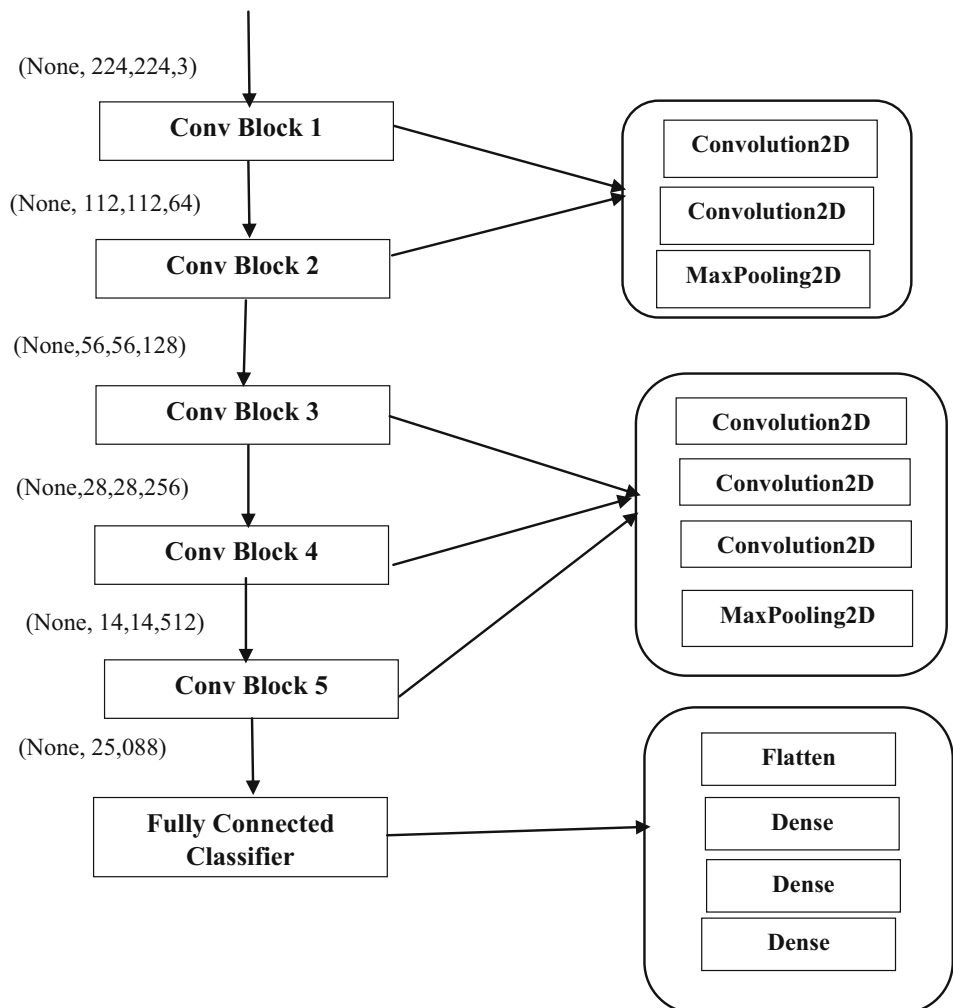 (None, 224,224,3)
Conv Block 1
(None, 112,112,64)
Conv Block 2
(None,56,56,128)
Conv Block 3
(None,28,28,256)
Conv Block 4
(None, 14,14,512)
Conv Block 5
(None, 25,088)
Fully Connected
Classifier
Convolution2D
Convolution2D
MaxPooling2D
Convolution2D
Convolution2D
Convolution2D
MaxPooling2D
Flatten
Dense
Dense
Dense